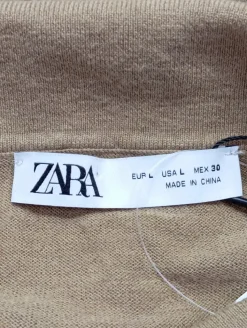 ZARA
EUR L USA L MEX 30
MADE IN CHINA